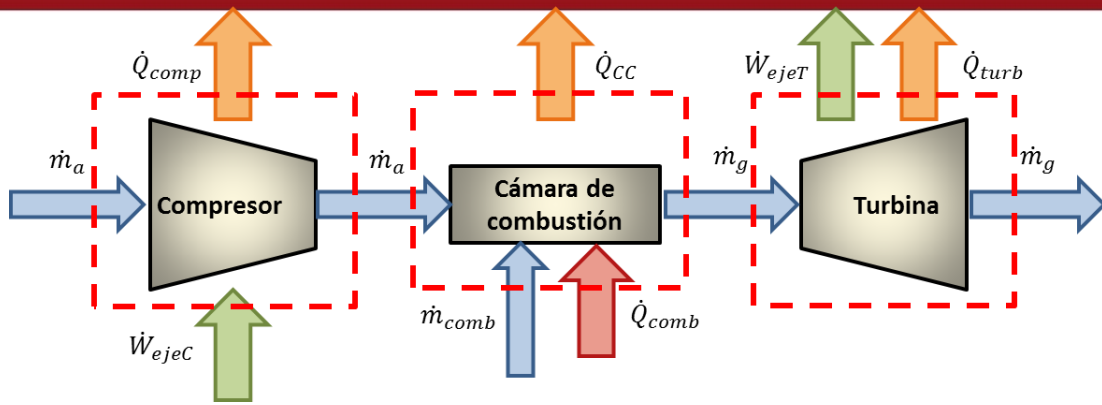 Q̇comp
Q̇CC
ẆejeT
Q̇turb
ṁa
ṁa
ṁg
ṁg
Compresor
Cámara de
combustión
Turbina
ṁcomb
Q̇comb
ẆejeC